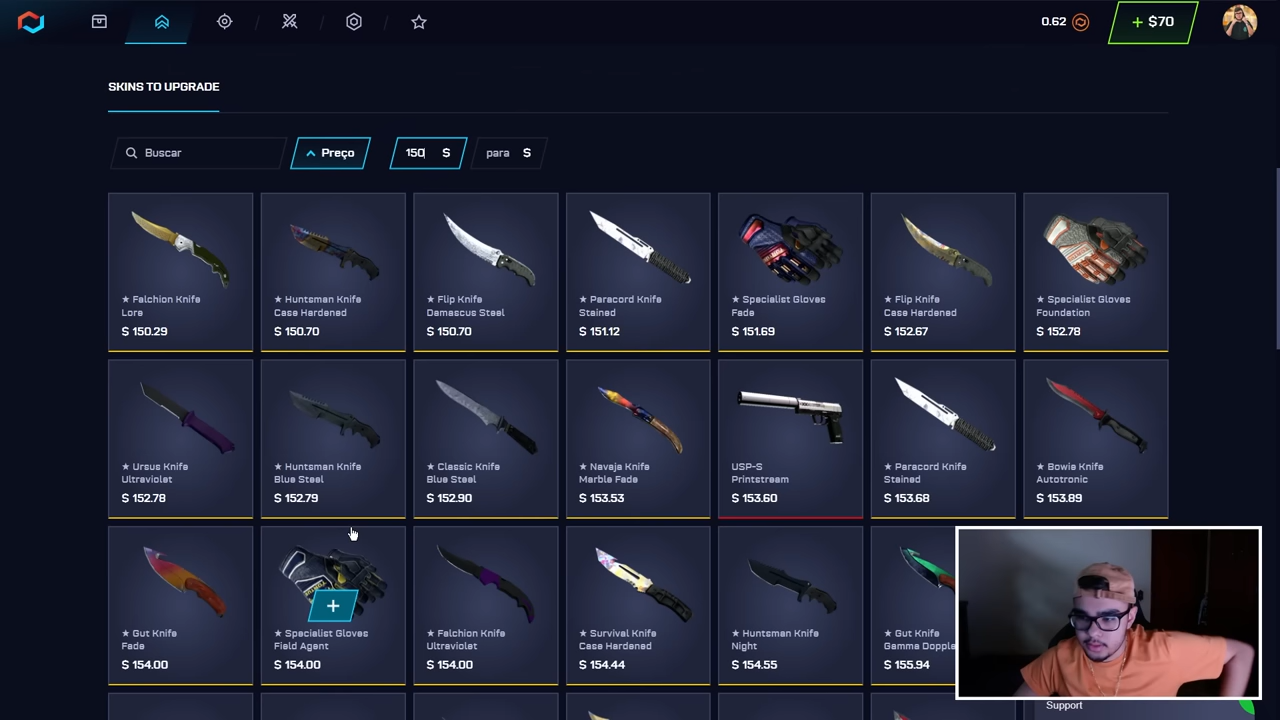 0.62
+ $70
SKINS TO UPGRADE
Buscar
Preço
150 $
para $
★ Falchion Knife
Lore
$ 150.29
★ Huntsman Knife
Case Hardened
$ 150.70
★ Flip Knife
Damascus Steel
$ 150.70
★ Paracord Knife
Stained
$ 151.12
★ Specialist Gloves
Fade
$ 151.69
★ Flip Knife
Case Hardened
$ 152.67
★ Specialist Gloves
Foundation
$ 152.78
★ Ursus Knife
Ultraviolet
$ 152.78
★ Huntsman Knife
Blue Steel
$ 152.79
★ Classic Knife
Blue Steel
$ 152.90
★ Navaja Knife
Marble Fade
$ 153.53
USP-S
Printstream
$ 153.60
★ Paracord Knife
Stained
$ 153.68
★ Bowie Knife
Autotronic
$ 153.89
★ Gut Knife
Fade
$ 154.00
★ Specialist Gloves
Field Agent
$ 154.00
★ Falchion Knife
Ultraviolet
$ 154.00
★ Survival Knife
Case Hardened
$ 154.44
★ Huntsman Knife
Night
$ 154.55
★ Gut Knife
Gamma Dopple
$ 155.94
Support